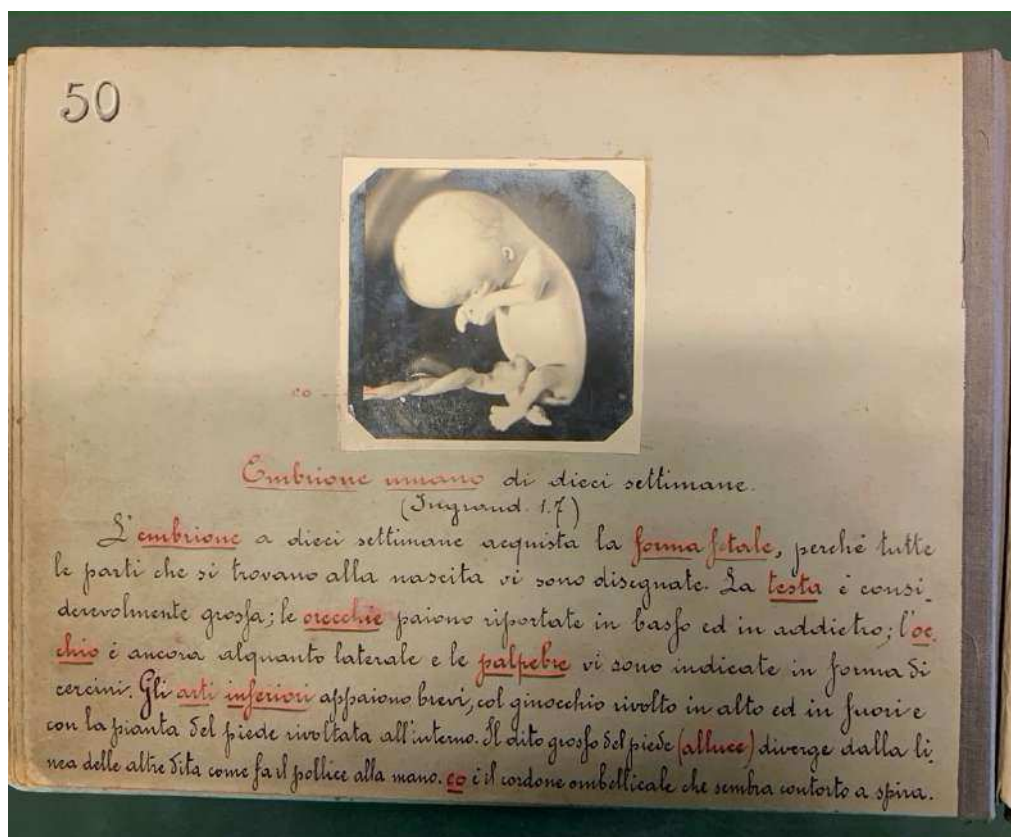 50
co
Embrione umano di dieci settimane.
(Ingrand. 1.7)
L'embrione a dieci settimane acquista la forma fetale, perché tutte
le parti che si trovano alla nascita vi sono disegnate. La testa è consi_
derevolmente grossa; le orecchie paiono riportate in basso ed in addietro; l'oc_
chio è ancora alquanto laterale e le palpebre vi sono indicate in forma di
cercini. Gli arti inferiori appaiono brevi, col ginocchio rivolto in alto ed in fuori e
con la pianta del piede rivoltata all'interno. Il dito grosso del piede (alluce) diverge dalla li_
nea delle altre dita come fa il pollice alla mano. co è il cordone ombellicale che sembra contorto a spira.